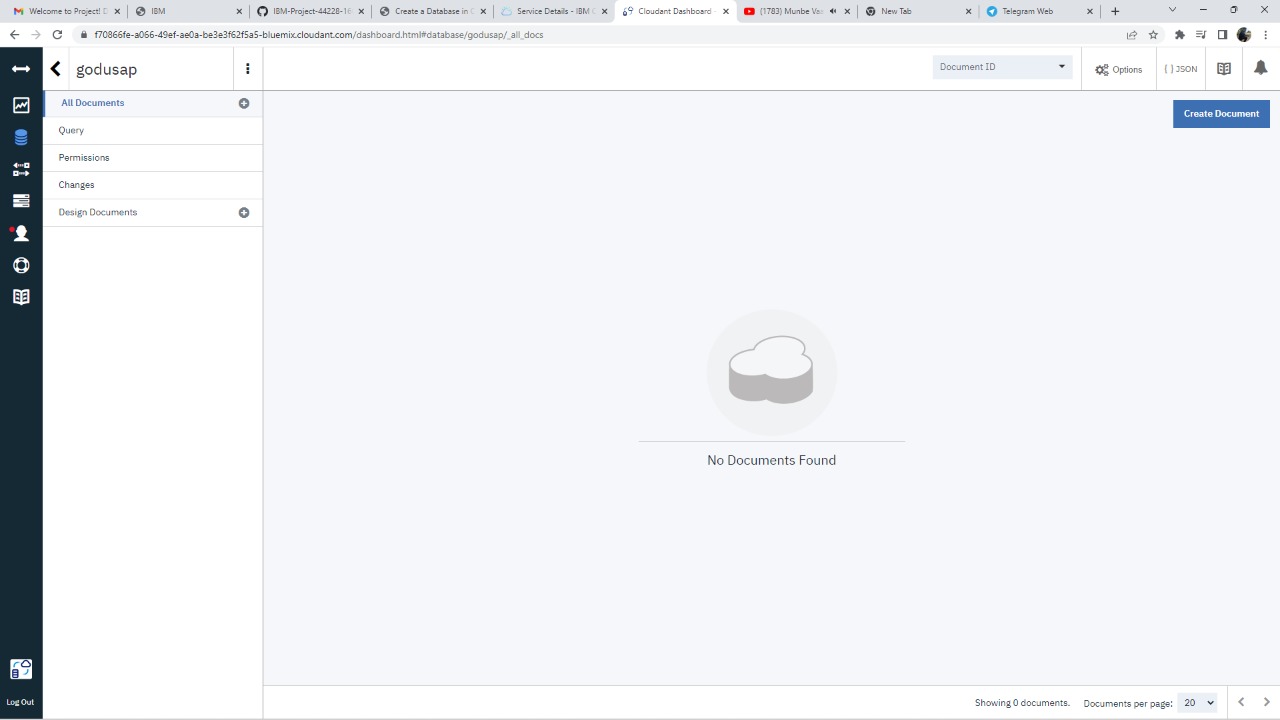 Welcome to Project! D
IBM
IBM-Project-44228-16
Create a Database in C
Service Details - IBM C
Cloudant Dashboard -
(1783) Munbe Vaa
New Tab
Telegram Web
f70866fe-a066-49ef-ae0a-be3e3f62f5a5-bluemix.cloudant.com/dashboard.html#database/godusap/_all_docs
godusap
Document ID
Options
{ } JSON
All Documents
Create Document
Query
Permissions
Changes
Design Documents
No Documents Found
Log Out
Showing 0 documents.
Documents per page:
20